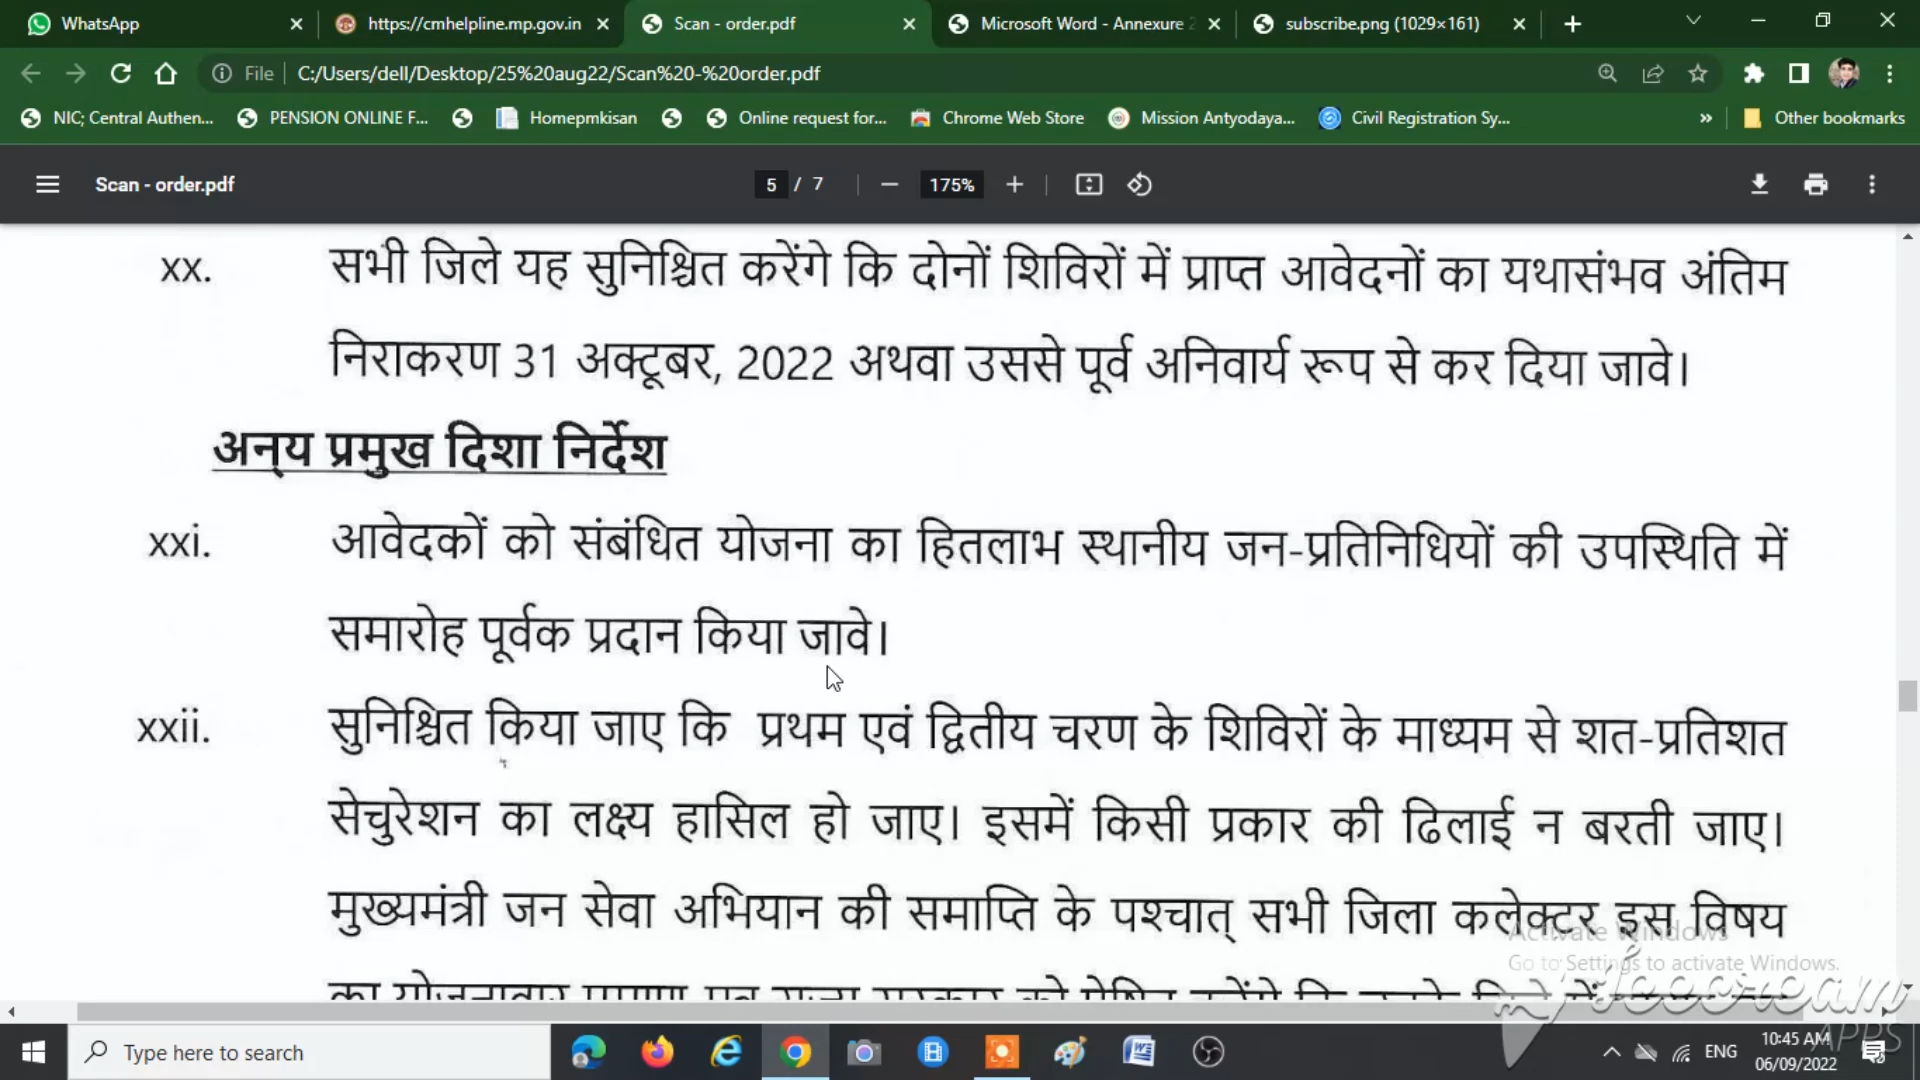 WhatsApp
https://cmhelpline.mp.gov.in
Scan - order.pdf
Microsoft Word - Annexure
subscribe.png (1029×161)
File
C:/Users/dell/Desktop/25%20aug22/Scan%20-%20order.pdf
NIC; Central Authen...
PENSION ONLINE F...
Homepmkisan
Online request for...
Chrome Web Store
Mission Antyodaya...
Civil Registration Sy...
»
Other bookmarks
Scan - order.pdf
5 / 7
175%
xx. सभी जिले यह सुनिश्चित करेंगे कि दोनों शिविरों में प्राप्त आवेदनों का यथासंभव अंतिम
निराकरण 31 अक्टूबर, 2022 अथवा उससे पूर्व अनिवार्य रूप से कर दिया जावे।
अन्य प्रमुख दिशा निर्देश
xxi. आवेदकों को संबंधित योजना का हितलाभ स्थानीय जन-प्रतिनिधियों की उपस्थिति में
समारोह पूर्वक प्रदान किया जावे।
xxii. सुनिश्चित किया जाए कि प्रथम एवं द्वितीय चरण के शिविरों के माध्यम से शत-प्रतिशत
सेचुरेशन का लक्ष्य हासिल हो जाए। इसमें किसी प्रकार की ढिलाई न बरती जाए।
मुख्यमंत्री जन सेवा अभियान की समाप्ति के पश्चात् सभी जिला कलेक्टर इस विषय
Activate Windows
Go to Settings to activate Windows.
APPS
Type here to search
ENG
10:45 AM
06/09/2022